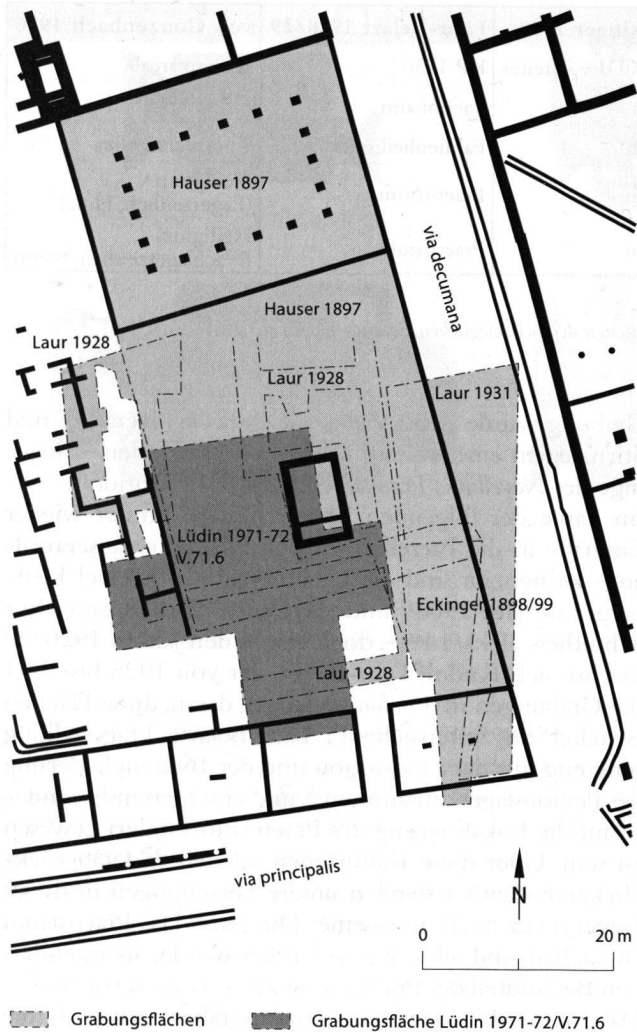 Hauser 1897
via decumana
Hauser 1897
Laur 1928
Laur 1928
Laur 1931
Lüdin 1971-72
V.71.6
Eckinger 1898/99
Laur 1928
via principalis
N
0 20 m
Grabungsflächen Grabungsfläche Lüdin 1971-72/V.71.6